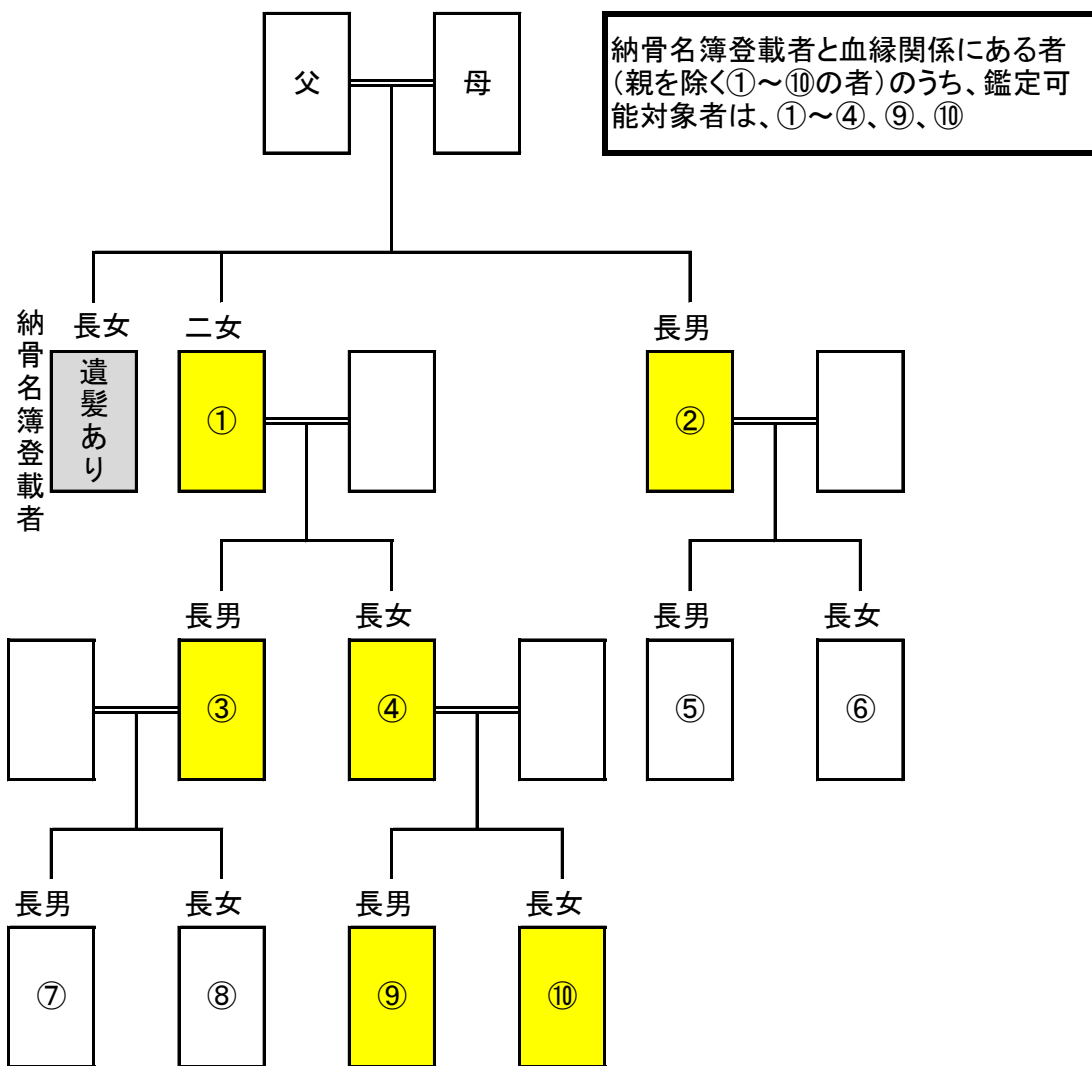 父
母
納骨名簿登載者と血縁関係にある者
(親を除く①～⑩の者)のうち、鑑定可
能対象者は、①～④、⑨、⑩
納骨名簿登載者
長女
二女
長男
遺髪あり
①
②
長男
長女
長男
長女
③
④
⑤
⑥
長男
長女
長男
長女
⑦
⑧
⑨
⑩